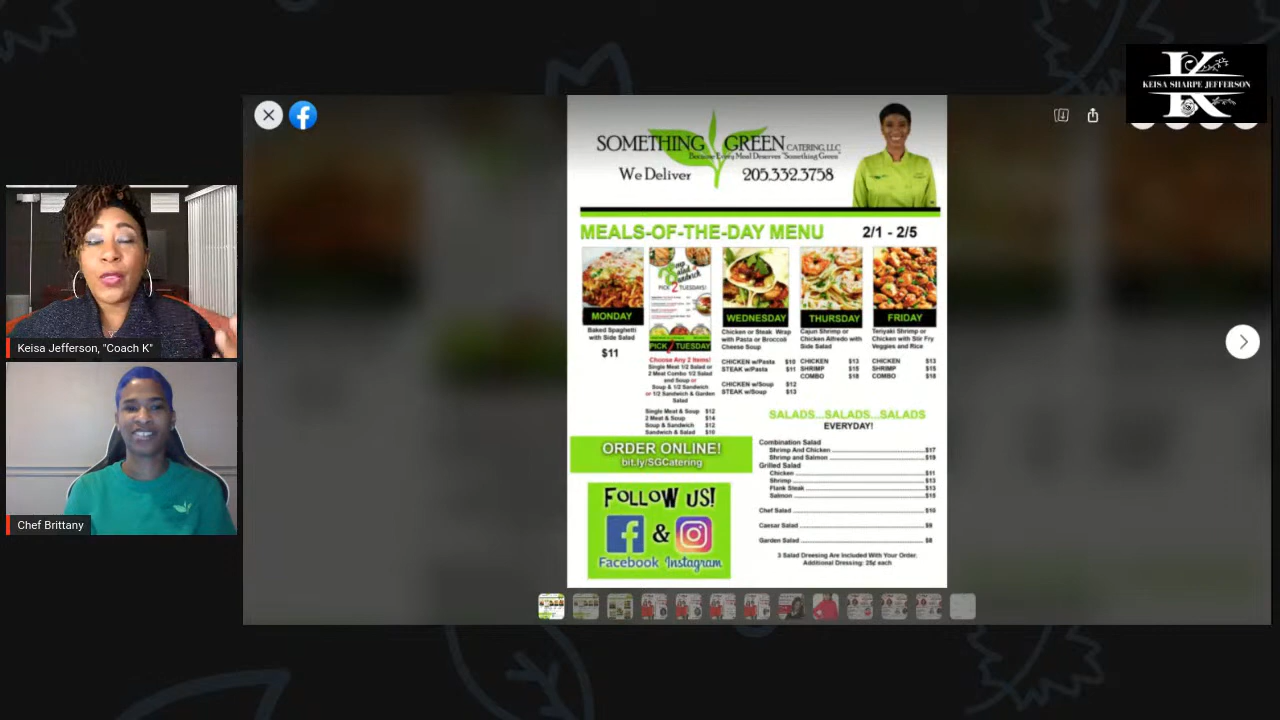 K
KEISA SHARPE JEFFERSON
SOMETHING GREEN CATERING, LLC
Because Every Meal Deserves "Something Green"
We Deliver 205.332.3758
MEALS-OF-THE-DAY MENU 2/1 - 2/5
MONDAY
Baked Spaghetti
with Side Salad
$11
PICK 2 TUESDAYS!
PICK 2 TUESDAY
Choose Any 2 Items!
Single Meat 1/2 Salad or
2 Meat Combo 1/2 Salad
and Soup or
Soup & 1/2 Sandwich
or 1/2 Sandwich & Garden
Salad
Single Meat & Soup $12
2 Meat & Soup $14
Soup & Sandwich $12
Sandwich & Salad $10
WEDNESDAY
Chicken or Steak Wrap
with Pasta or Broccoli
Cheese Soup
CHICKEN w/Pasta $10
STEAK w/Pasta $11
CHICKEN w/Soup $12
STEAK w/Soup $13
THURSDAY
Cajun Shrimp or
Chicken Alfredo with
Side Salad
CHICKEN $13
SHRIMP $15
COMBO $18
FRIDAY
Teriyaki Shrimp or
Chicken with Stir Fry
Veggies and Rice
CHICKEN $13
SHRIMP $15
COMBO $18
SALADS...SALADS...SALADS
EVERYDAY!
Combination Salad
Shrimp And Chicken $17
Shrimp and Salmon $19
Grilled Salad
Chicken $11
Shrimp $13
Flank Steak $13
Salmon $15
Chef Salad $10
Caesar Salad $9
Garden Salad $8
3 Salad Dressing Are Included With Your Order.
Additional Dressing: 25¢ each
ORDER ONLINE!
bit.ly/SGCatering
FOLLOW US!
&
Facebook Instagram
Keisa Jefferson, "Coach K"
Chef Brittany